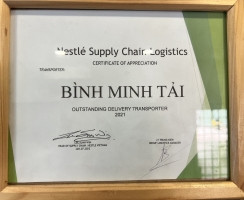 Nestlé Supply Chain Logistics
CERTIFICATE OF APPRECIATION
TRANSPORTER:
BÌNH MINH TẢI
OUTSTANDING DELIVERY TRANSPORTER
2021